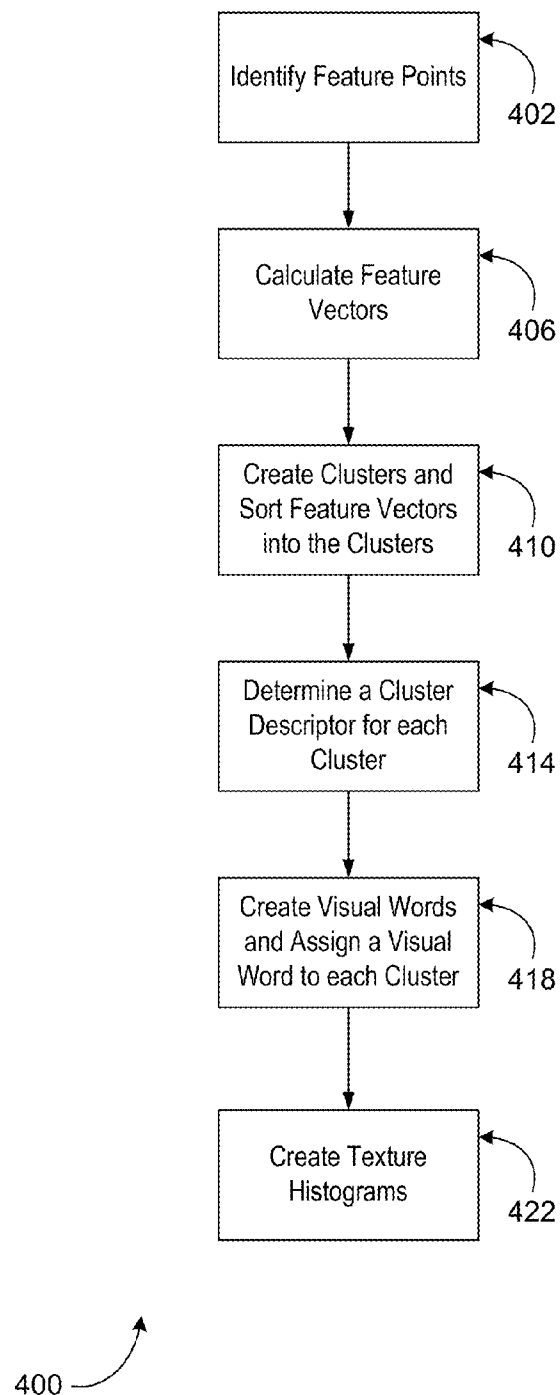 Identify Feature Points
402
Calculate Feature
Vectors
406
Create Clusters and
Sort Feature Vectors
into the Clusters
410
Determine a Cluster
Descriptor for each
Cluster
414
Create Visual Words
and Assign a Visual
Word to each Cluster
418
Create Texture
Histograms
422
400